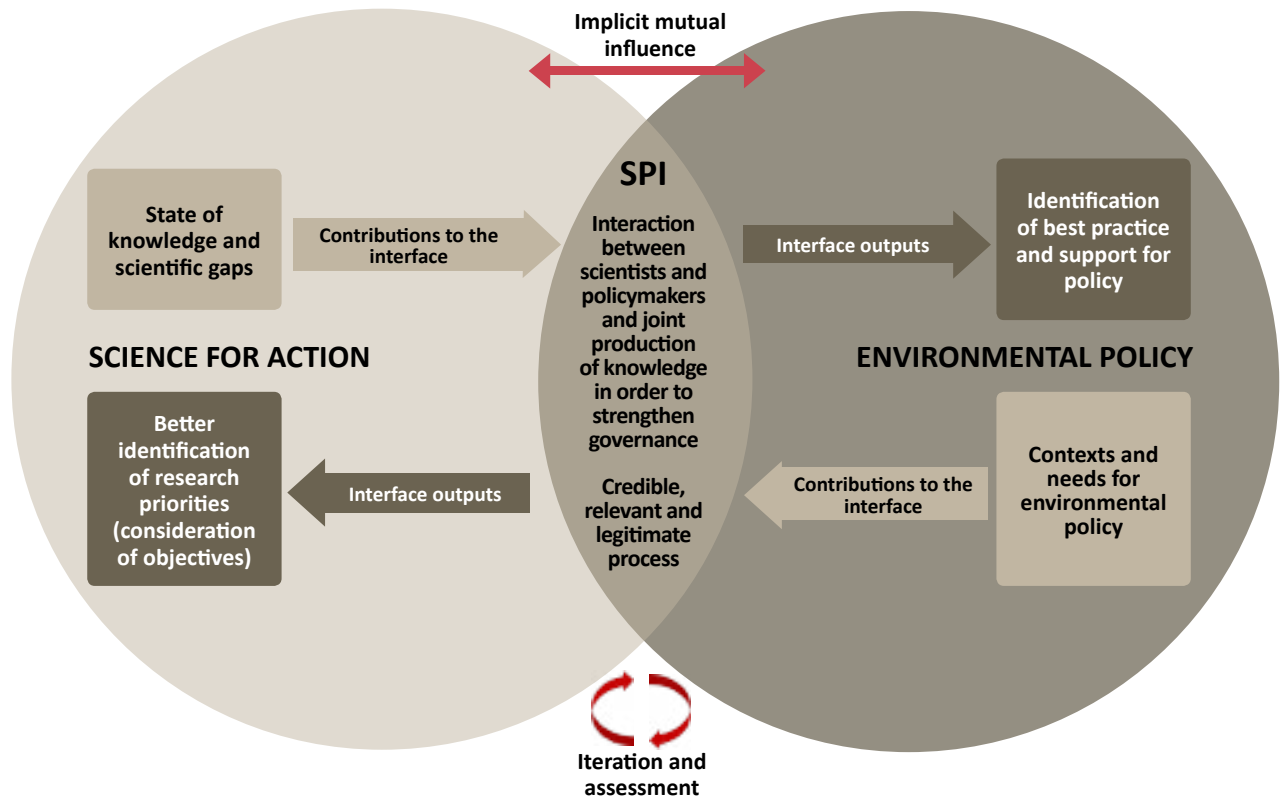 Implicit mutual
influence
State of
knowledge and
scientific gaps
Contributions to the
interface
SCIENCE FOR ACTION
Better
identification
of research
priorities
(consideration
of objectives)
Interface outputs
SPI
Interaction
between
scientists and
policymakers
and joint
production
of knowledge
in order to
strengthen
governance
Credible,
relevant and
legitimate
process
Interface outputs
Identification
of best practice
and support for
policy
ENVIRONMENTAL POLICY
Contributions to the
interface
Contexts and
needs for
environmental
policy
Iteration and
assessment